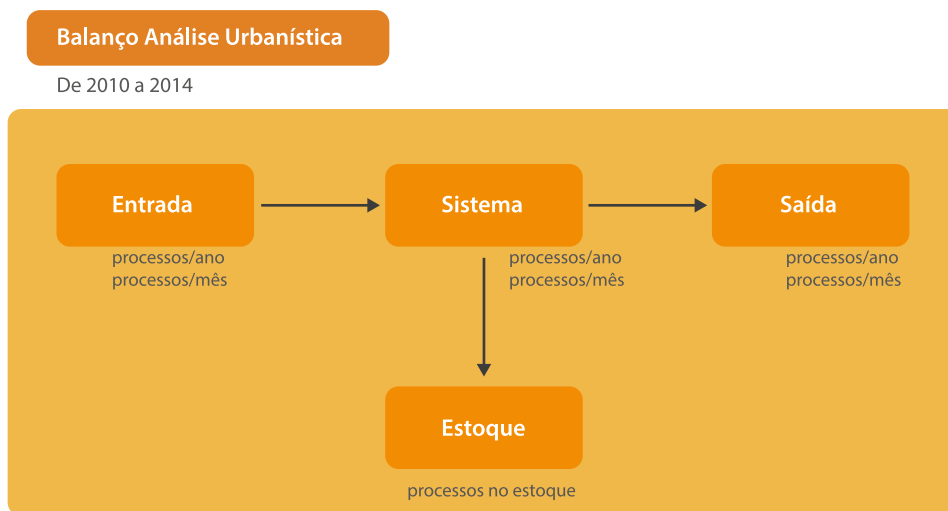 Balanço Análise Urbanística
De 2010 a 2014
Entrada
processos/ano
processos/mês
Sistema
processos/ano
processos/mês
Saída
processos/ano
processos/mês
Estoque
processos no estoque